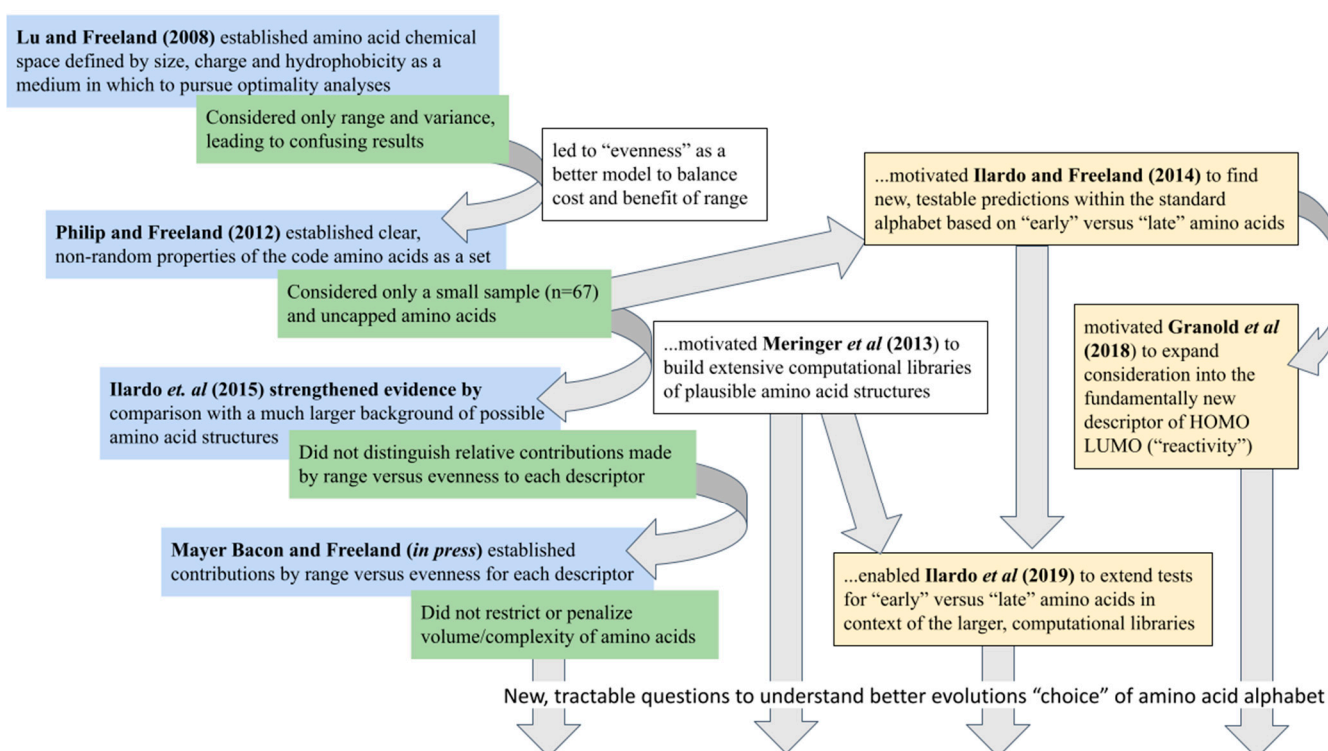 Lu and Freeland (2008) established amino acid chemical
space defined by size, charge and hydrophobicity as a
medium in which to pursue optimality analyses
Considered only range and variance,
leading to confusing results
led to “evenness” as a
better model to balance
cost and benefit of range
Philip and Freeland (2012) established clear,
non-random properties of the code amino acids as a set
Considered only a small sample (n=67)
and uncapped amino acids
...motivated Ilardo and Freeland (2014) to find
new, testable predictions within the standard
alphabet based on “early” versus “late” amino acids
...motivated Meringer et al (2013) to
build extensive computational libraries
of plausible amino acid structures
motivated Granold et al
(2018) to expand
consideration into the
fundamentally new
descriptor of HOMO
LUMO (“reactivity”)
Ilardo et. al (2015) strengthened evidence by
comparison with a much larger background of possible
amino acid structures
Did not distinguish relative contributions made
by range versus evenness to each descriptor
Mayer Bacon and Freeland (in press) established
contributions by range versus evenness for each descriptor
Did not restrict or penalize
volume/complexity of amino acids
...enabled Ilardo et al (2019) to extend tests
for “early” versus “late” amino acids in
context of the larger, computational libraries
New, tractable questions to understand better evolutions “choice” of amino acid alphabet